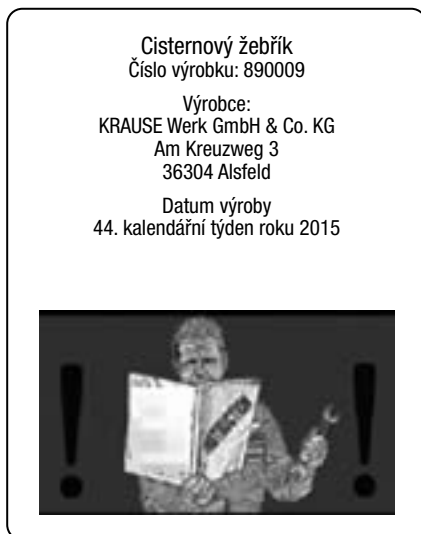 Cisternový žebřík
Číslo výrobku: 890009
Výrobce:
KRAUSE Werk GmbH & Co. KG
Am Kreuzweg 3
36304 Alsfeld
Datum výroby
44. kalendářní týden roku 2015
! !